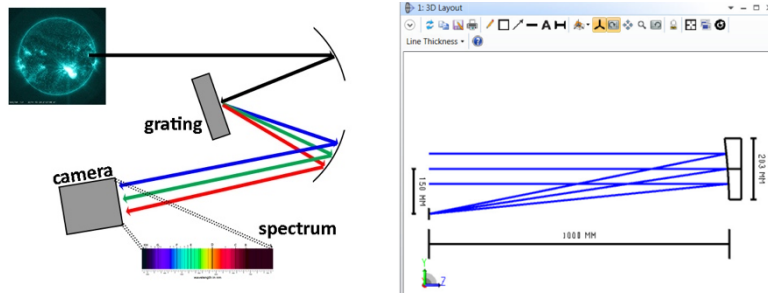 grating
camera
spectrum
1: 3D Layout
Line Thickness
150 MM
203 MM
1000 MM
Y
Z